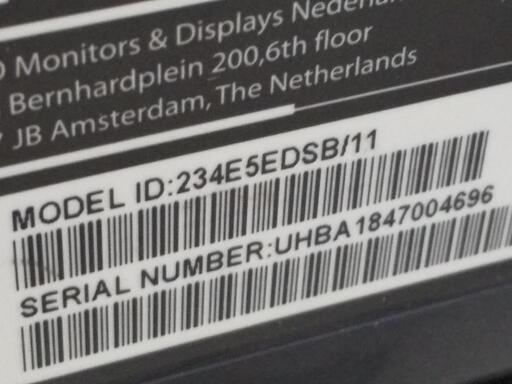 Monitors & Displays
Bernhardplein 200,6th floor
JB Amsterdam, The Netherlands
MODEL ID:234E5EDSB/11
SERIAL NUMBER:UHBA1847004696